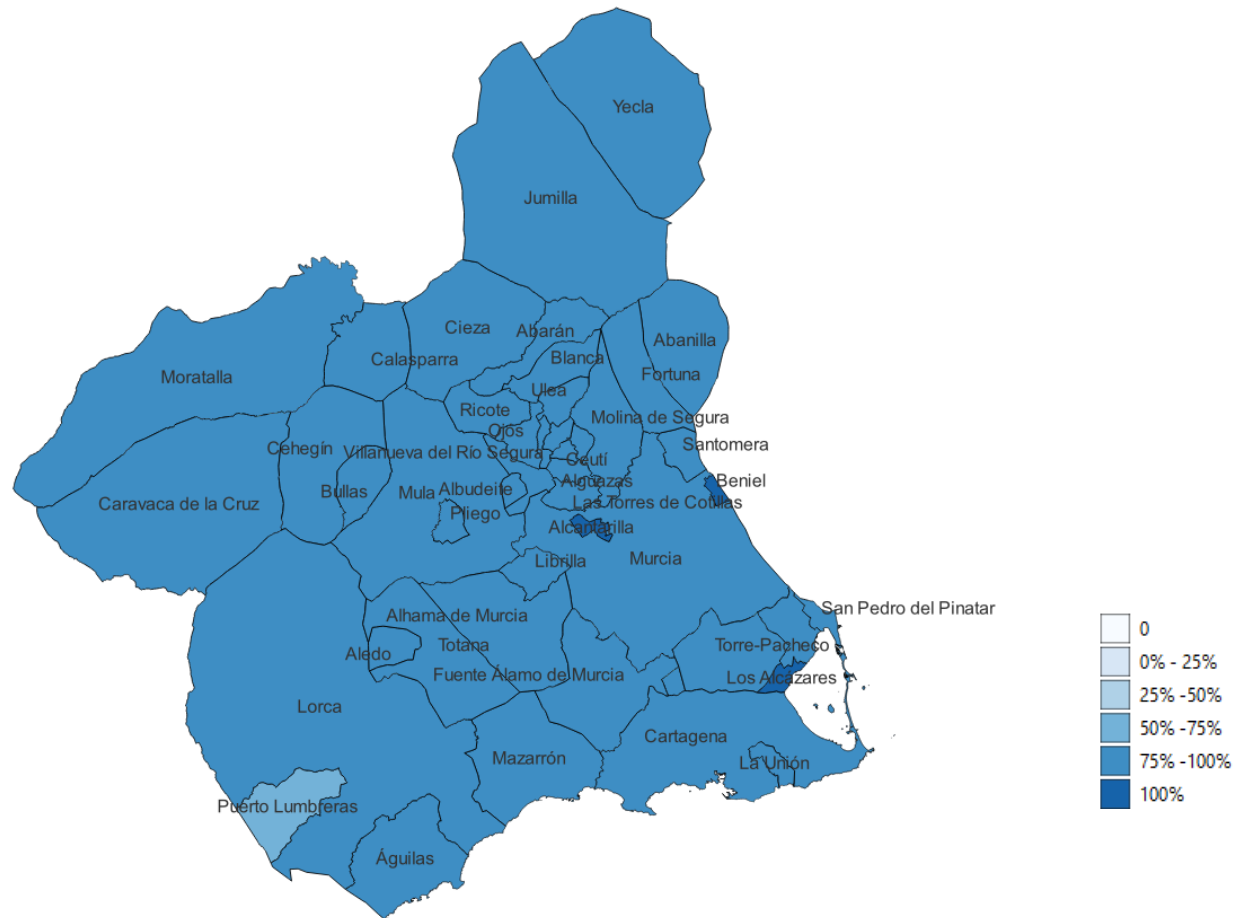 Yecla
Jumilla
Cieza
Abarán
Abanilla
Calasparra
Blanca
Moratalla
Fortuna
Ulea
Ricote
Molina de Segura
Ojós
Santomera
Cehegín
Villanueva del Río Segura
Ceutí
Beniel
Alguazas
Bullas
Mula
Albudeite
Caravaca de la Cruz
Las Torres de Cotillas
Pliego
Alcantarilla
Librilla
Murcia
San Pedro del Pinatar
Alhama de Murcia
Totana
Torre-Pacheco
Aledo
Fuente Álamo de Murcia
Los Alcázares
Lorca
Cartagena
Mazarrón
La Unión
Puerto Lumbreras
Águilas
0
0% - 25%
25% -50%
50% -75%
75% -100%
100%